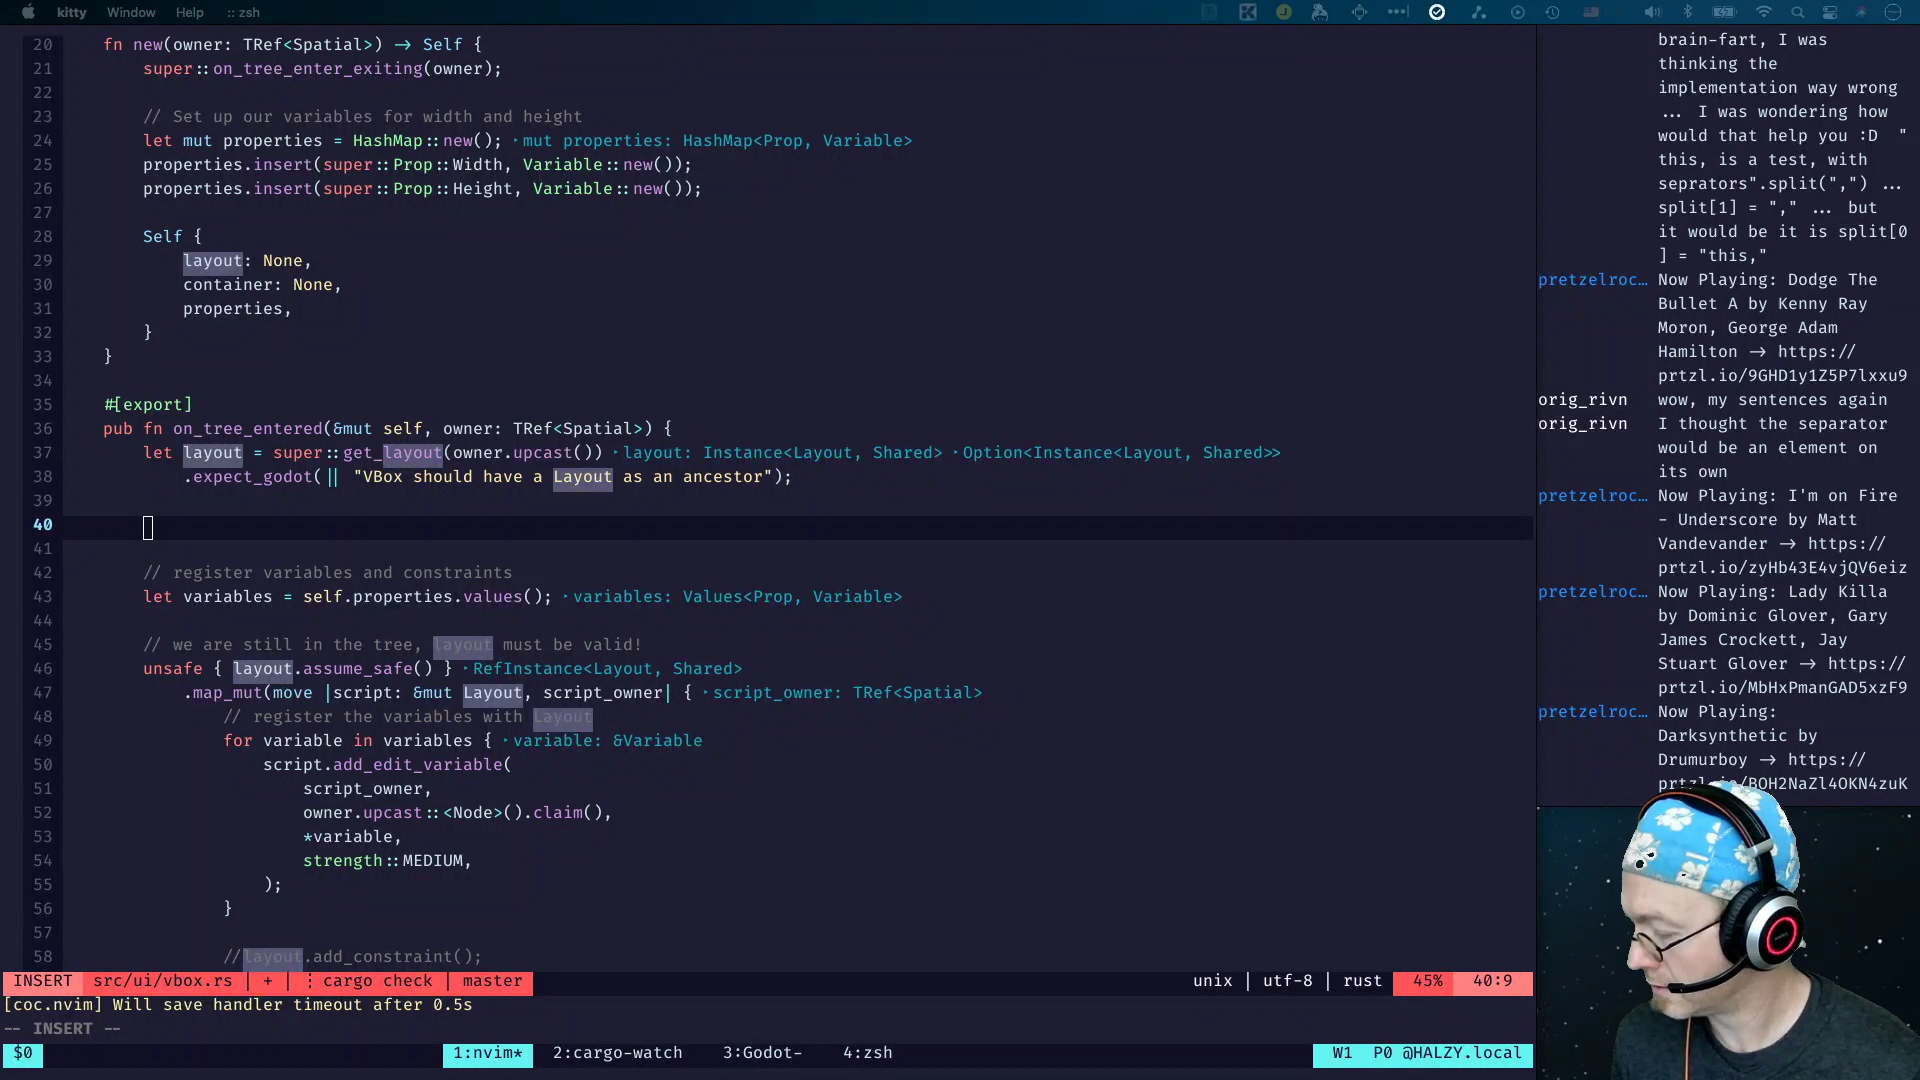 kitty Window Help :: zsh
20 fn new(owner: TRef<Spatial>) → Self {
21 super::on_tree_enter_exiting(owner);
22
23 // Set up our variables for width and height
24 let mut properties = HashMap::new(); ‣mut properties: HashMap<Prop, Variable>
25 properties.insert(super::Prop::Width, Variable::new());
26 properties.insert(super::Prop::Height, Variable::new());
27
28 Self {
29 layout: None,
30 container: None,
31 properties,
32 }
33 }
34
35 #[export]
36 pub fn on_tree_entered(&mut self, owner: TRef<Spatial>) {
37 let layout = super::get_layout(owner.upcast()) ‣layout: Instance<Layout, Shared> ‣Option<Instance<Layout, Shared>>
38 .expect_godot(|| "VBox should have a Layout as an ancestor");
39
40
41
42 // register variables and constraints
43 let variables = self.properties.values(); ‣variables: Values<Prop, Variable>
44
45 // we are still in the tree, layout must be valid!
46 unsafe { layout.assume_safe() } ‣RefInstance<Layout, Shared>
47 .map_mut(move |script: &mut Layout, script_owner| { ‣script_owner: TRef<Spatial>
48 // register the variables with Layout
49 for variable in variables { ‣variable: &Variable
50 script.add_edit_variable(
51 script_owner,
52 owner.upcast::<Node>().claim(),
53 *variable,
54 strength::MEDIUM,
55 );
56 }
57
58 //layout.add_constraint();
INSERT src/ui/vbox.rs | + | ⋮ cargo check | master unix | utf-8 | rust 45% 40:9
[coc.nvim] Will save handler timeout after 0.5s
-- INSERT --
$0 1:nvim* 2:cargo-watch 3:Godot- 4:zsh W1 P0 @HALZY.local
brain-fart, I was
thinking the
implementation way wrong
... I was wondering how
would that help you :D "
this, is a test, with
seprators".split(",") ...
split[1] = "," ... but
it would be it is split[0
] = "this,"
pretzelroc… Now Playing: Dodge The
Bullet A by Kenny Ray
Moron, George Adam
Hamilton → https://
prtzl.io/9GHD1y1Z5P7lxxu9
orig_rivn wow, my sentences again
orig_rivn I thought the separator
would be an element on
its own
pretzelroc… Now Playing: I'm on Fire
- Underscore by Matt
Vandevander → https://
prtzl.io/zyHb43E4vjQV6eiz
pretzelroc… Now Playing: Lady Killa
by Dominic Glover, Gary
James Crockett, Jay
Stuart Glover → https://
prtzl.io/MbHxPmanGAD5xzF9
pretzelroc… Now Playing:
Darksynthetic by
Drumurboy → https://
prtzl.io/BOH2NaZl4OKN4zuK